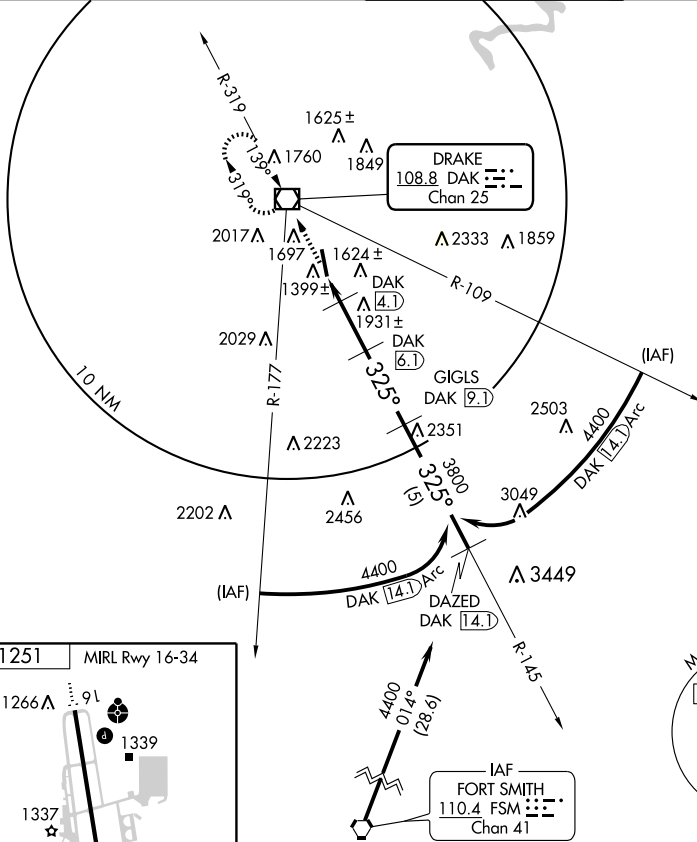 R-319
139°
319°
1625±
1760
1849
DRAKE
108.8 DAK
Chan 25
2017
1697
1624±
2333
1859
1399±
DAK
4.1
1931±
R-109
2029
DAK
6.1
(IAF)
R-177
325°
GIGLS
DAK 9.1
10 NM
2503
4400
DAK 14.1 Arc
2351
2223
3800
325°
(5)
2202
2456
3049
4400
DAK 14.1 Arc
(IAF)
3449
DAZED
DAK 14.1
R-145
1251
MIRL Rwy 16-34
1266
16
P
1339
1337
4400
014°
(28.6)
IAF
FORT SMITH
110.4 FSM
Chan 41